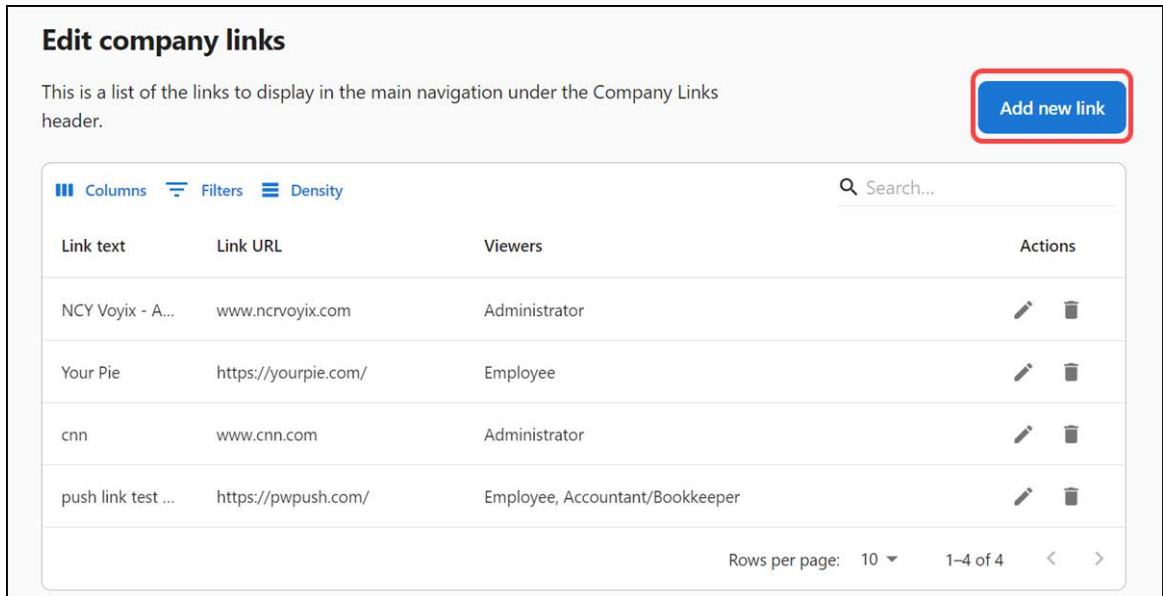 Edit company links
This is a list of the links to display in the main navigation under the Company Links
header.
Add new link
Columns Filters Density Search...
Link text Link URL Viewers Actions
NCY Voyix - A... www.ncrvoyix.com Administrator
Your Pie https://yourpie.com/ Employee
cnn www.cnn.com Administrator
push link test ... https://pwpush.com/ Employee, Accountant/Bookkeeper
Rows per page: 10 1–4 of 4